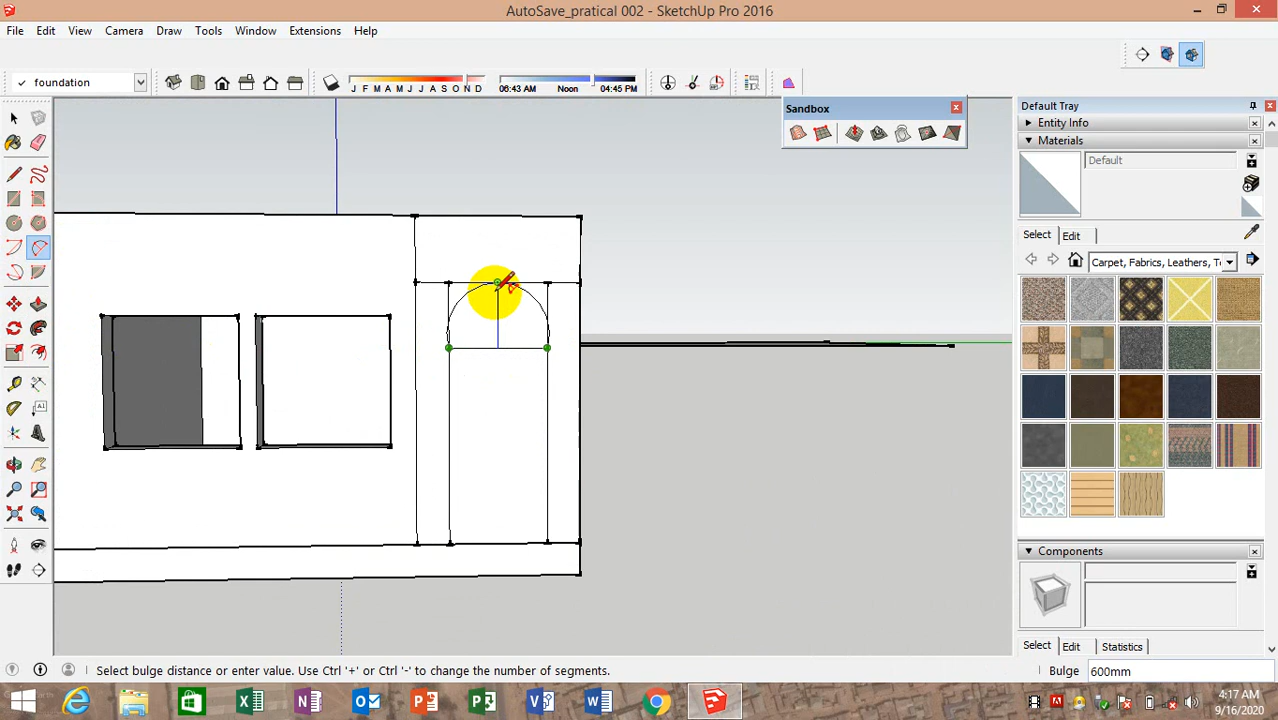 AutoSave_pratical 002 - SketchUp Pro 2016
File Edit View Camera Draw Tools Window Extensions Help
foundation
J F M A M J J A S O N D
06:43 AM Noon 04:45 PM
Sandbox
Default Tray
Entity Info
Materials
Default
Select Edit
Carpet, Fabrics, Leathers, T
Components
Select Edit Statistics
Select bulge distance or enter value. Use Ctrl '+' or Ctrl '-' to change the number of segments.
Bulge 600mm
4:17 AM
9/16/2020